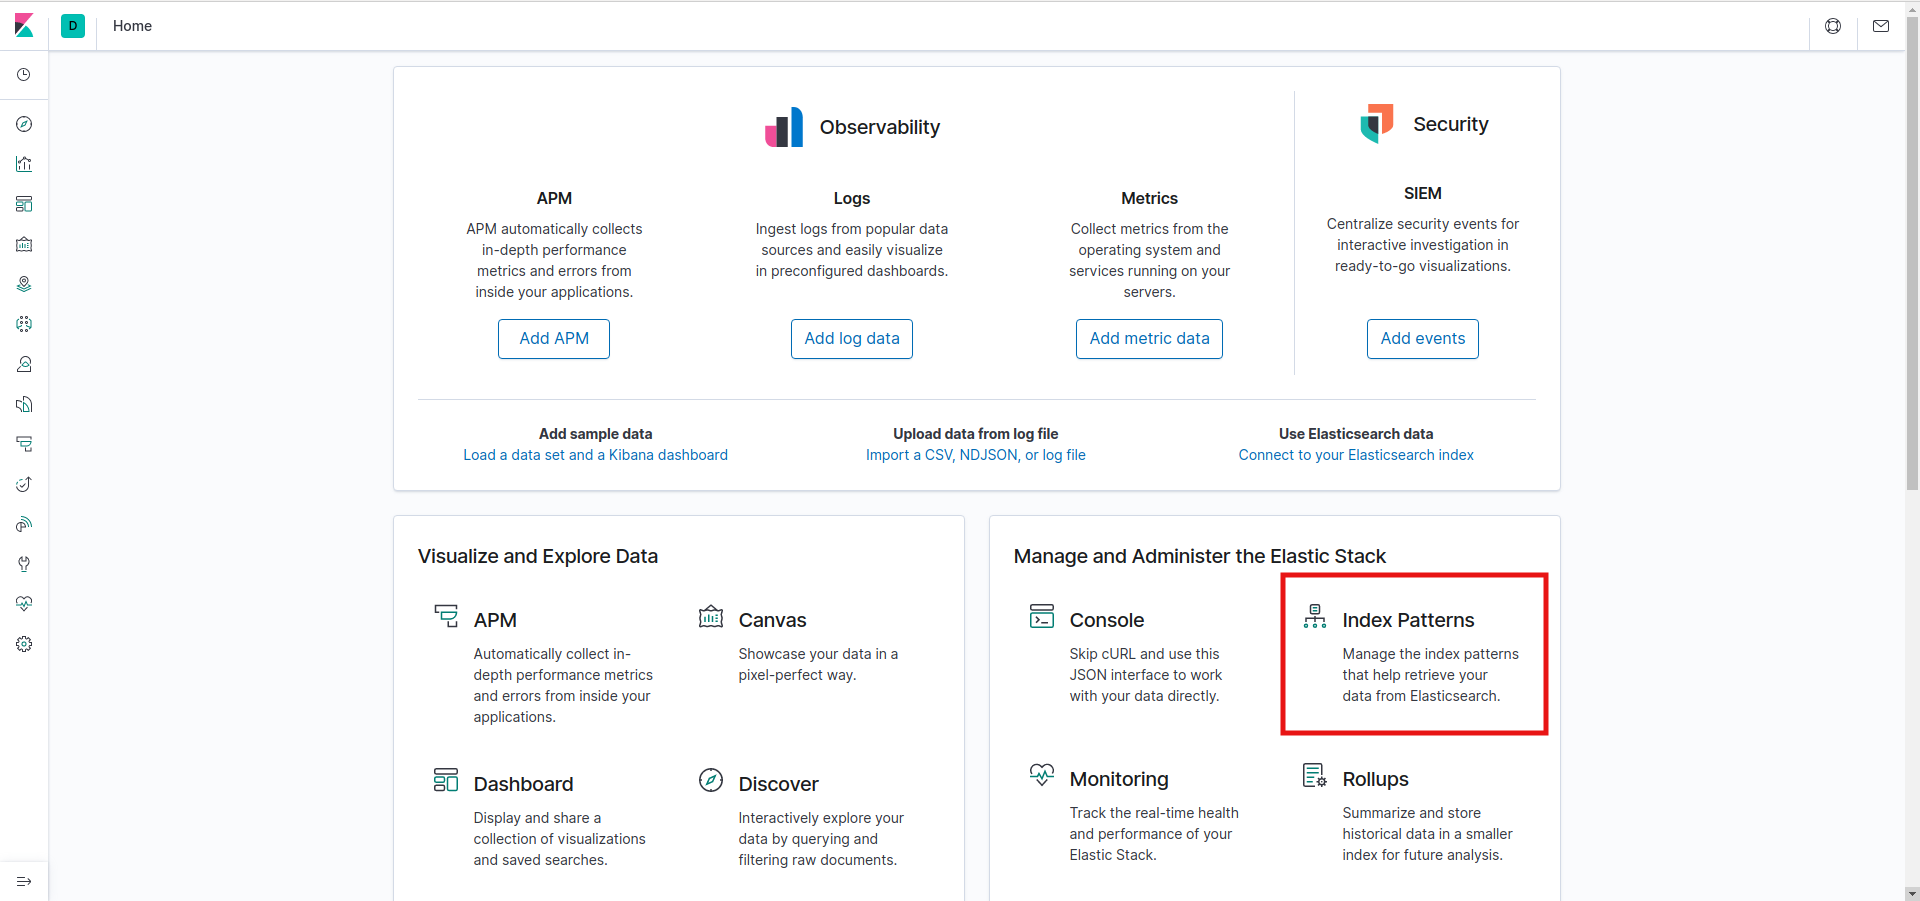 D
Home
Observability
Security
APM
APM automatically collects
in-depth performance
metrics and errors from
inside your applications.
Add APM
Logs
Ingest logs from popular data
sources and easily visualize
in preconfigured dashboards.
Add log data
Metrics
Collect metrics from the
operating system and
services running on your
servers.
Add metric data
SIEM
Centralize security events for
interactive investigation in
ready-to-go visualizations.
Add events
Add sample data
Load a data set and a Kibana dashboard
Upload data from log file
Import a CSV, NDJSON, or log file
Use Elasticsearch data
Connect to your Elasticsearch index
Visualize and Explore Data
APM
Automatically collect in-
depth performance metrics
and errors from inside your
applications.
Canvas
Showcase your data in a
pixel-perfect way.
Dashboard
Display and share a
collection of visualizations
and saved searches.
Discover
Interactively explore your
data by querying and
filtering raw documents.
Manage and Administer the Elastic Stack
Console
Skip cURL and use this
JSON interface to work
with your data directly.
Index Patterns
Manage the index patterns
that help retrieve your
data from Elasticsearch.
Monitoring
Track the real-time health
and performance of your
Elastic Stack.
Rollups
Summarize and store
historical data in a smaller
index for future analysis.